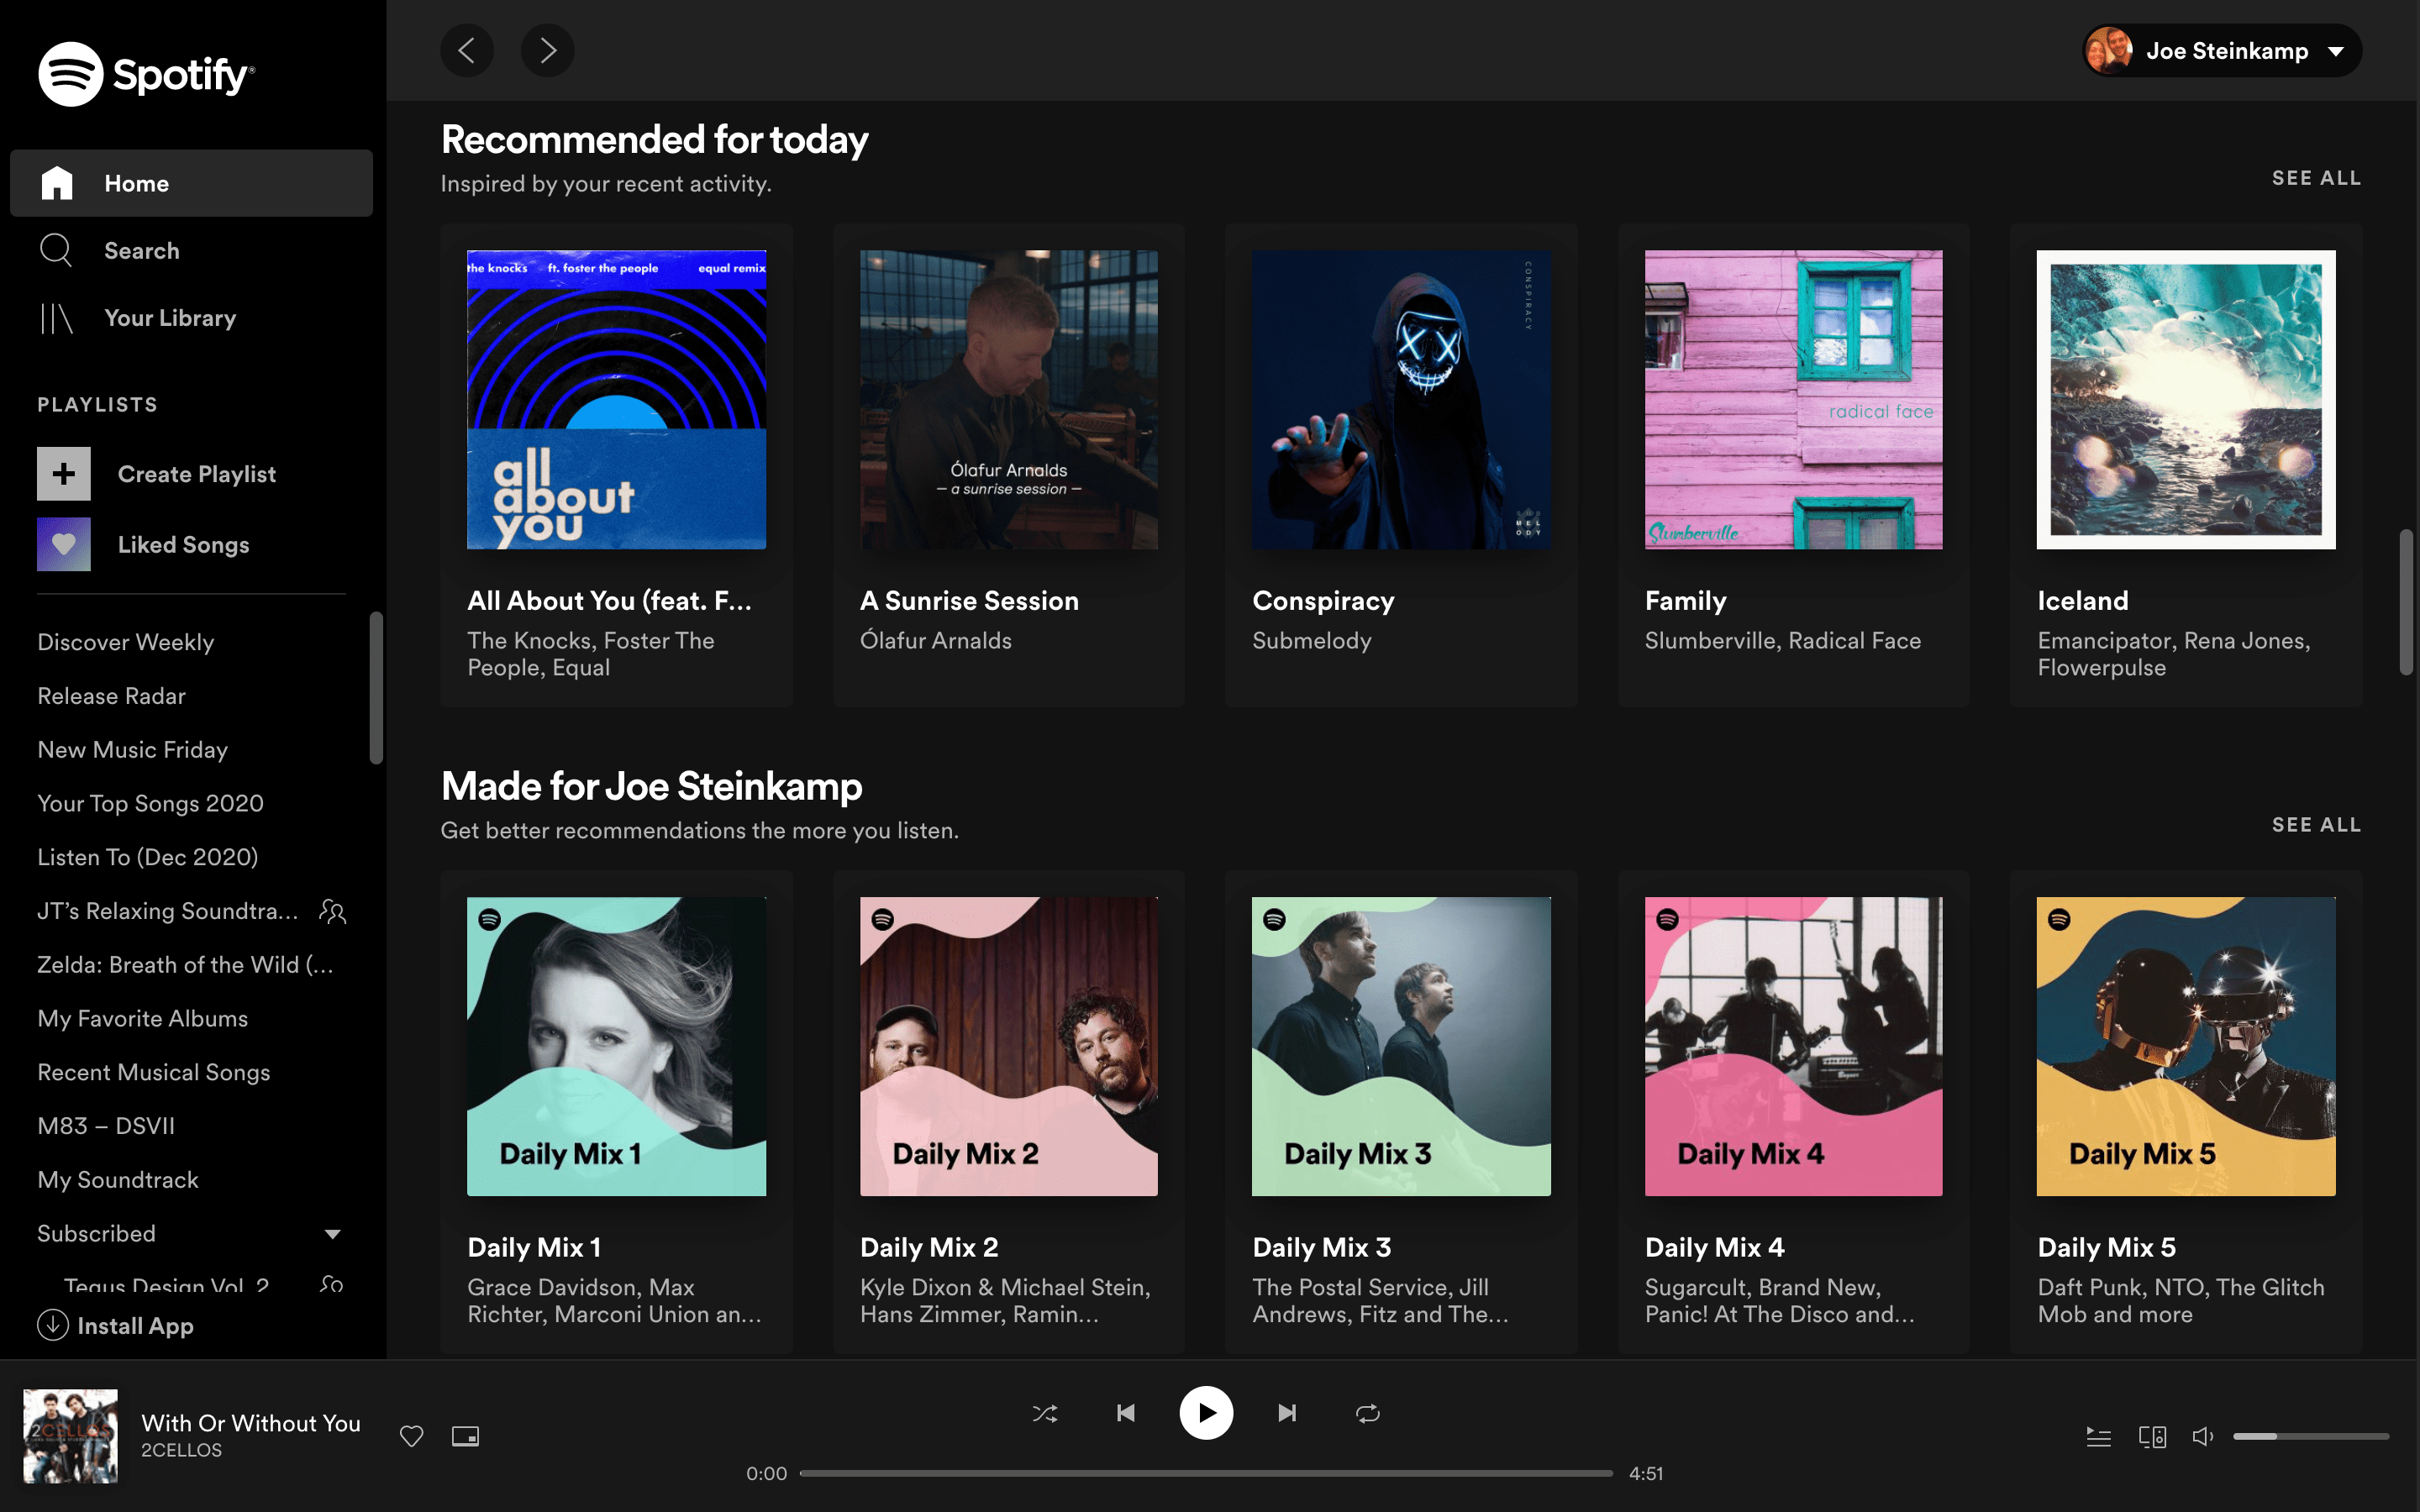 Spotify®
Home
Search
Your Library
PLAYLISTS
Create Playlist
Liked Songs
Discover Weekly
Release Radar
New Music Friday
Your Top Songs 2020
Listen To (Dec 2020)
JT’s Relaxing Soundtra...
Zelda: Breath of the Wild (...
My Favorite Albums
Recent Musical Songs
M83 – DSVII
My Soundtrack
Subscribed
Tegus Design Vol. 2
Install App
Joe Steinkamp
Recommended for today
Inspired by your recent activity.
SEE ALL
the knocks ft. foster the people equal remix
all
about
you
Ólafur Arnalds
— a sunrise session —
CONSPIRACY
MEL
ODY
radical face
Slumberville
All About You (feat. F...
The Knocks, Foster The
People, Equal
A Sunrise Session
Ólafur Arnalds
Conspiracy
Submelody
Family
Slumberville, Radical Face
Iceland
Emancipator, Rena Jones,
Flowerpulse
Made for Joe Steinkamp
Get better recommendations the more you listen.
SEE ALL
Daily Mix 1
Daily Mix 2
Daily Mix 3
Daily Mix 4
Daily Mix 5
Daily Mix 1
Grace Davidson, Max
Richter, Marconi Union an...
Daily Mix 2
Kyle Dixon & Michael Stein,
Hans Zimmer, Ramin...
Daily Mix 3
The Postal Service, Jill
Andrews, Fitz and The...
Daily Mix 4
Sugarcult, Brand New,
Panic! At The Disco and...
Daily Mix 5
Daft Punk, NTO, The Glitch
Mob and more
2CELLOS
With Or Without You
2CELLOS
0:00
4:51